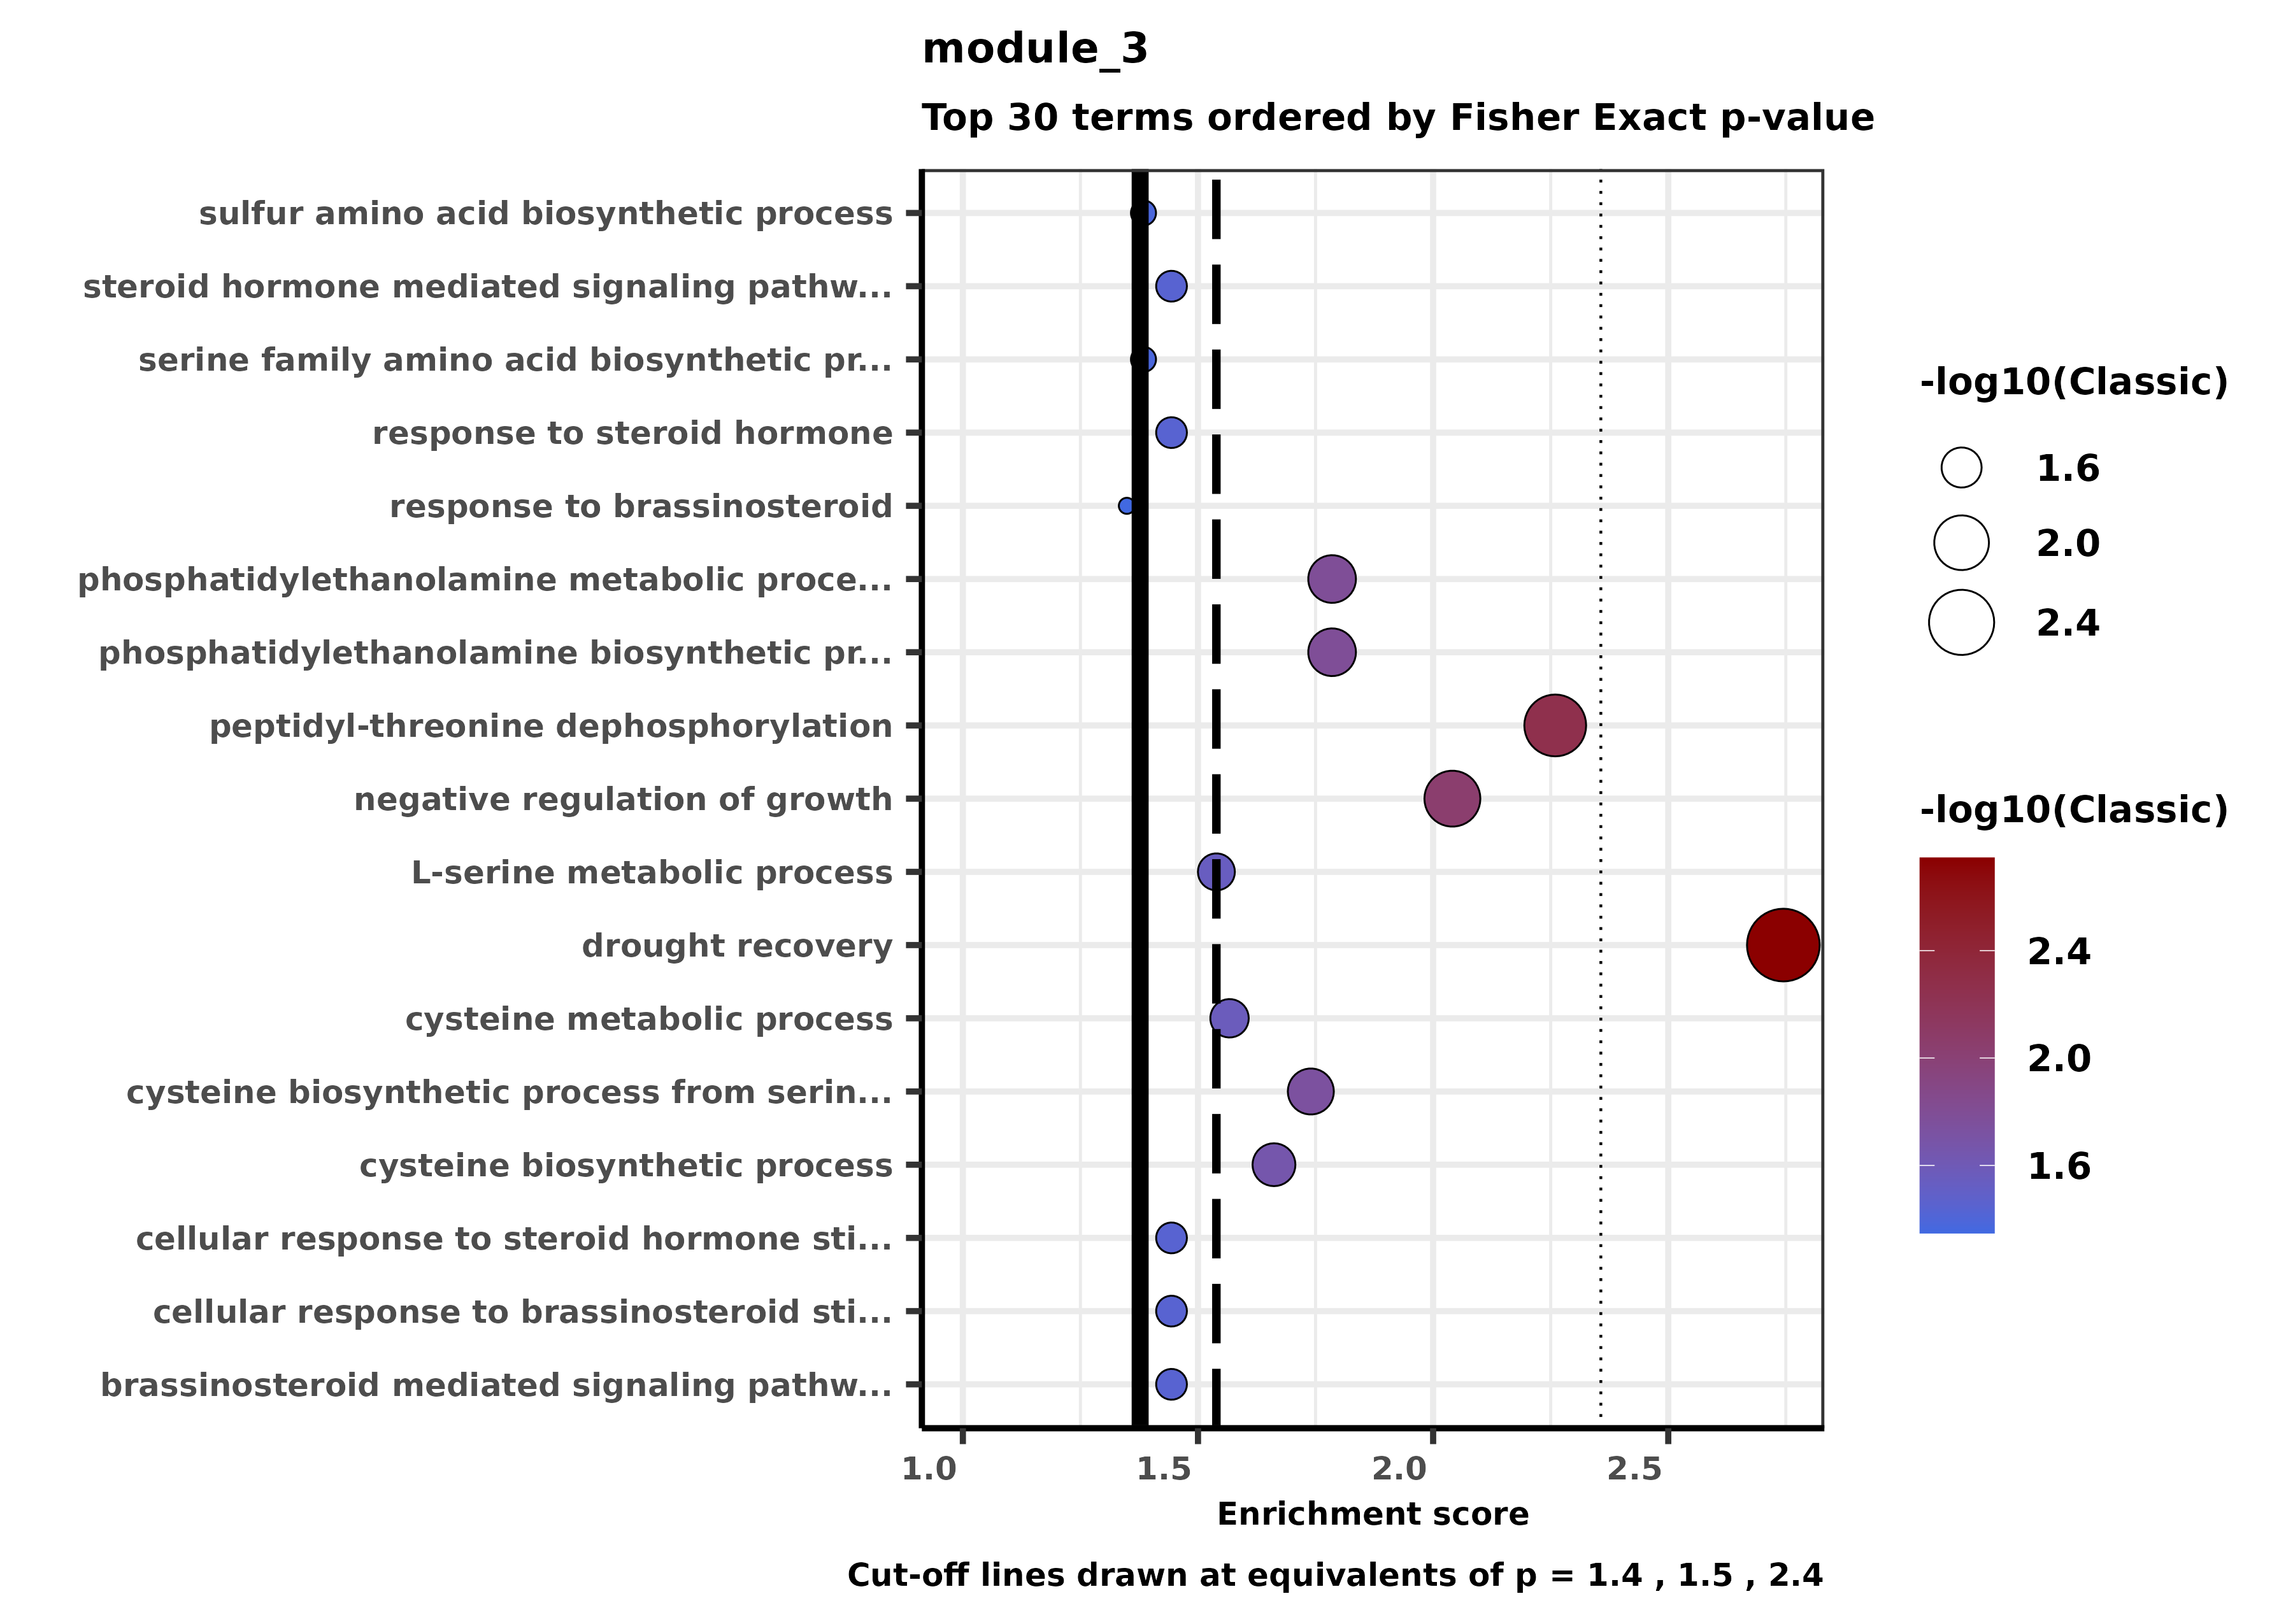 module_3
Top 30 terms ordered by Fisher Exact p-value
sulfur amino acid biosynthetic process
steroid hormone mediated signaling pathw...
serine family amino acid biosynthetic pr...
response to steroid hormone
response to brassinosteroid
phosphatidylethanolamine metabolic proce...
phosphatidylethanolamine biosynthetic pr...
peptidyl-threonine dephosphorylation
negative regulation of growth
L-serine metabolic process
drought recovery
cysteine metabolic process
cysteine biosynthetic process from serin...
cysteine biosynthetic process
cellular response to steroid hormone sti...
cellular response to brassinosteroid sti...
brassinosteroid mediated signaling pathw...
1.0 1.5 2.0 2.5
Enrichment score
Cut-off lines drawn at equivalents of p = 1.4 , 1.5 , 2.4
-log10(Classic)
1.6
2.0
2.4
-log10(Classic)
2.4
2.0
1.6